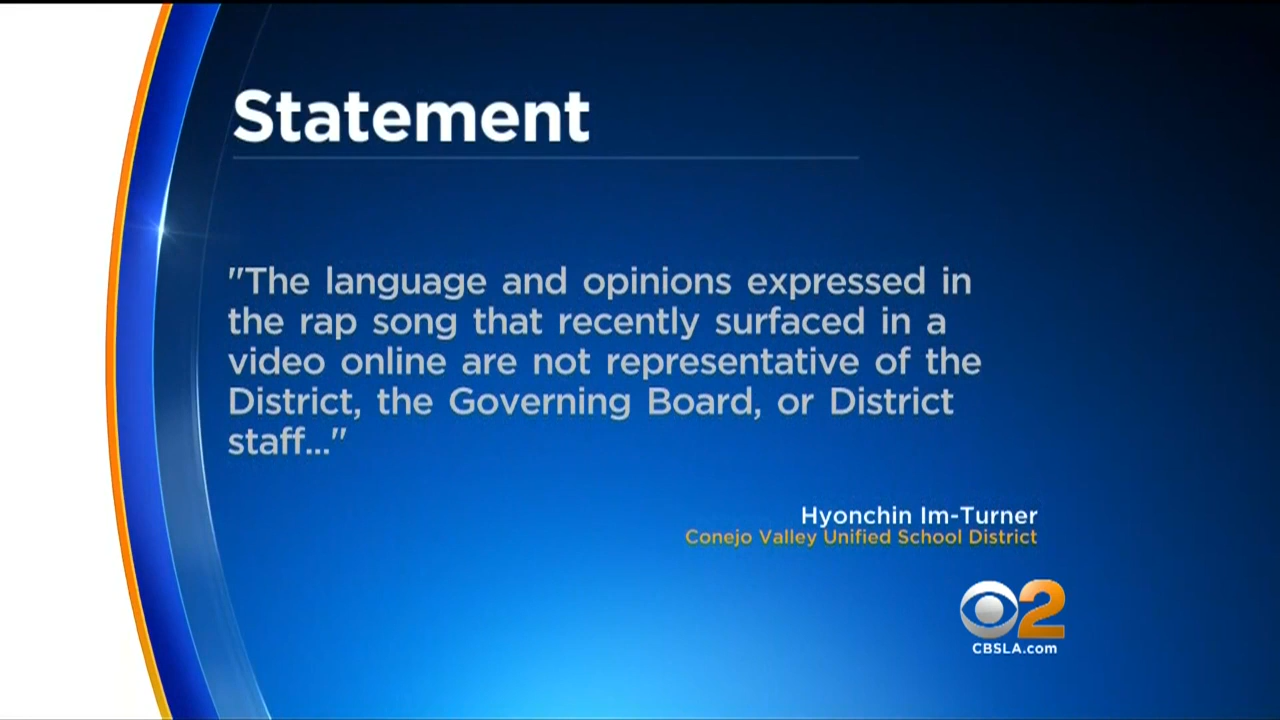 Statement
"The language and opinions expressed in
the rap song that recently surfaced in a
video online are not representative of the
District, the Governing Board, or District
staff..."
Hyonchin Im-Turner
Conejo Valley Unified School District
2
CBSLA.com